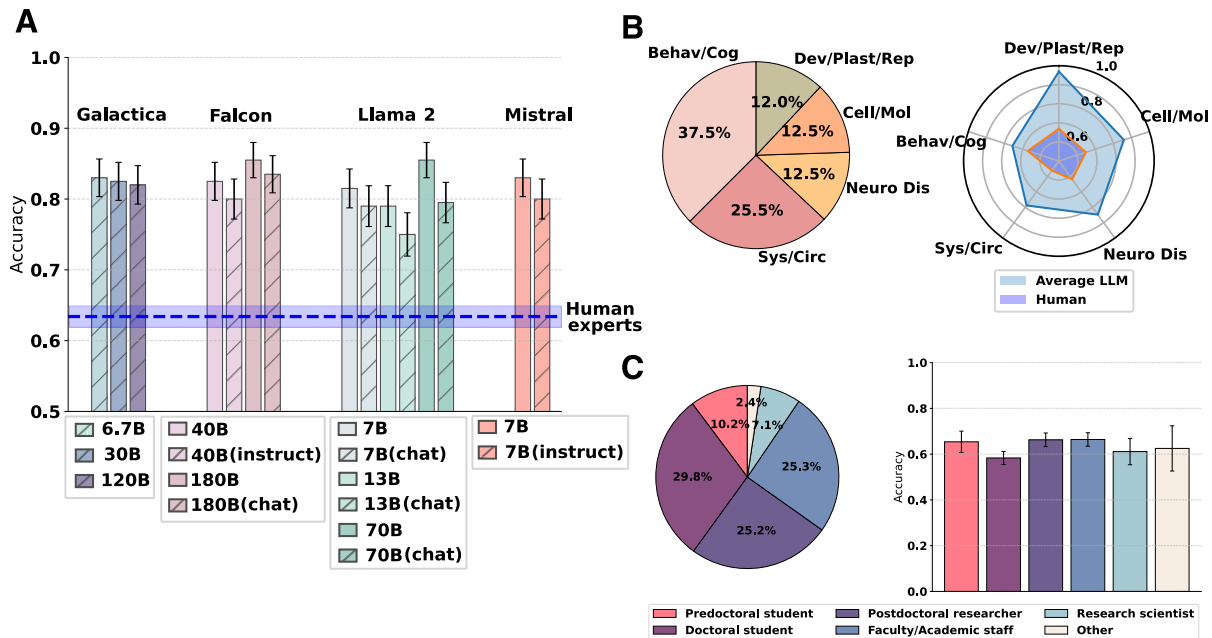 A
1.0
0.9
0.8
0.7
0.6
0.5
Accuracy
Galactica
Falcon
Llama 2
Mistral
Human
experts
6.7B
30B
120B
40B
40B(instruct)
180B
180B(chat)
7B
7B(chat)
13B
13B(chat)
70B
70B(chat)
7B
7B(instruct)
B
Behav/Cog
Dev/Plast/Rep
Cell/Mol
Neuro Dis
Sys/Circ
12.0%
12.5%
12.5%
25.5%
37.5%
Dev/Plast/Rep
1.0
0.8
0.6
Cell/Mol
Behav/Cog
Sys/Circ
Neuro Dis
Average LLM
Human
C
2.4%
10.2%
7.1%
29.8%
25.3%
25.2%
1.0
0.8
0.6
0.4
0.2
0.0
Accuracy
Predoctoral student
Doctoral student
Postdoctoral researcher
Faculty/Academic staff
Research scientist
Other